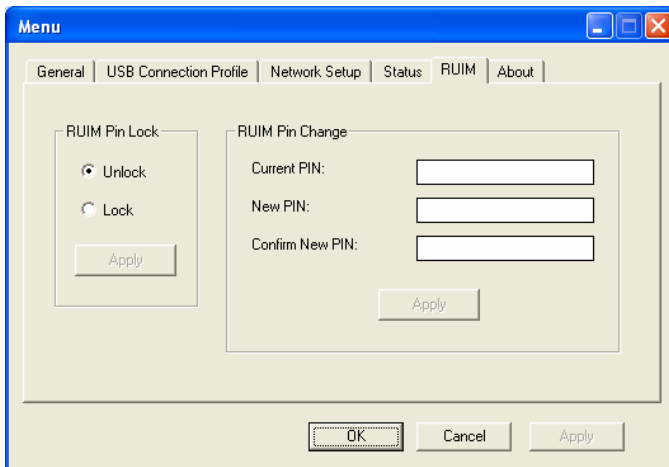 Menu
General USB Connection Profile Network Setup Status RUIM About
RUIM Pin Lock
Unlock
Lock
Apply
RUIM Pin Change
Current PIN:
New PIN:
Confirm New PIN:
Apply
OK Cancel Apply